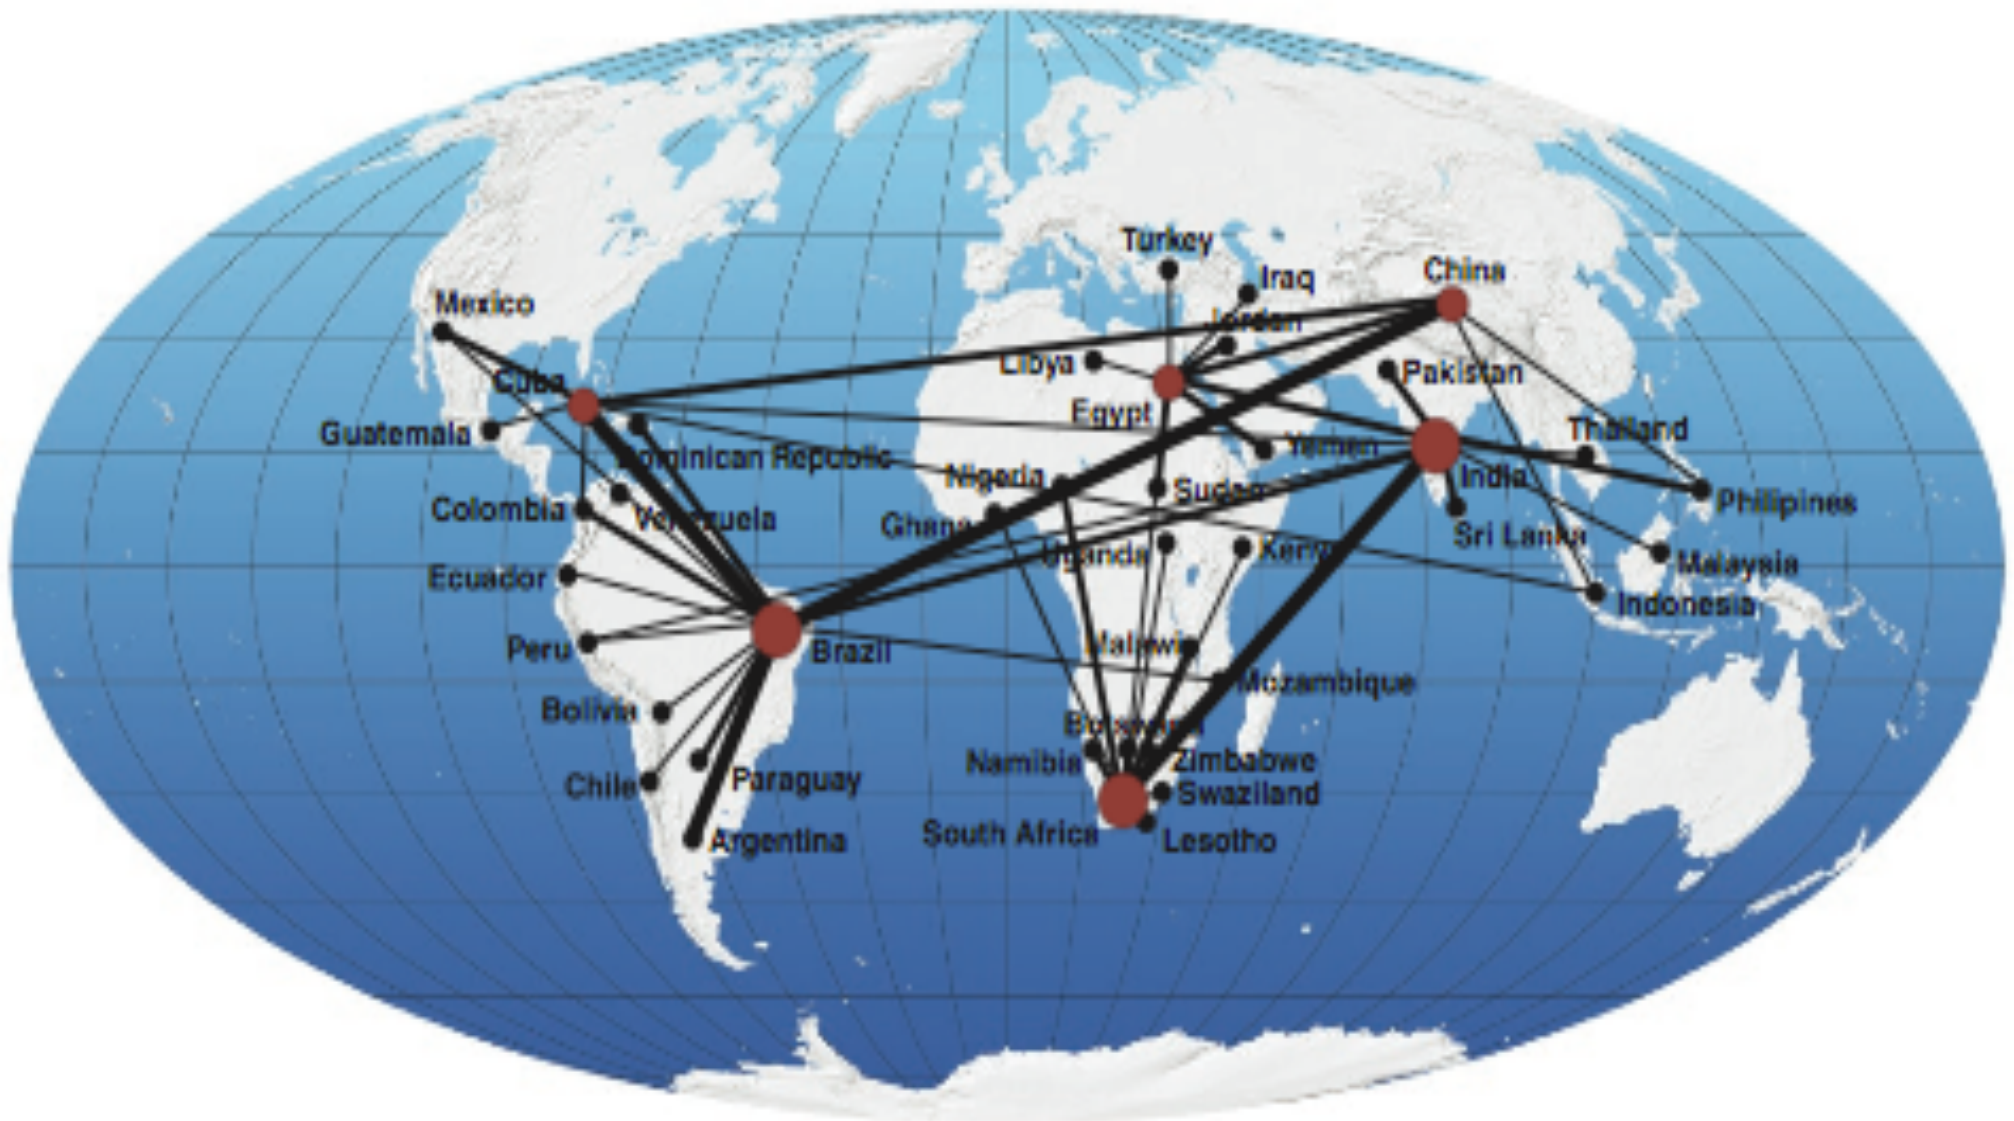 Turkey
Iraq
China
Mexico
Jordan
Libya
Pakistan
Cuba
Egypt
Guatemala
Thailand
Yemen
Dominican Republic
Nigeria
India
Sudan
Philipines
Colombia
Venezuela
Ghana
Sri Lanka
Uganda
Kenya
Malaysia
Ecuador
Indonesia
Peru
Brazil
Malawi
Mozambique
Bolivia
Botswana
Namibia
Zimbabwe
Chile
Paraguay
Swaziland
South Africa
Argentina
Lesotho